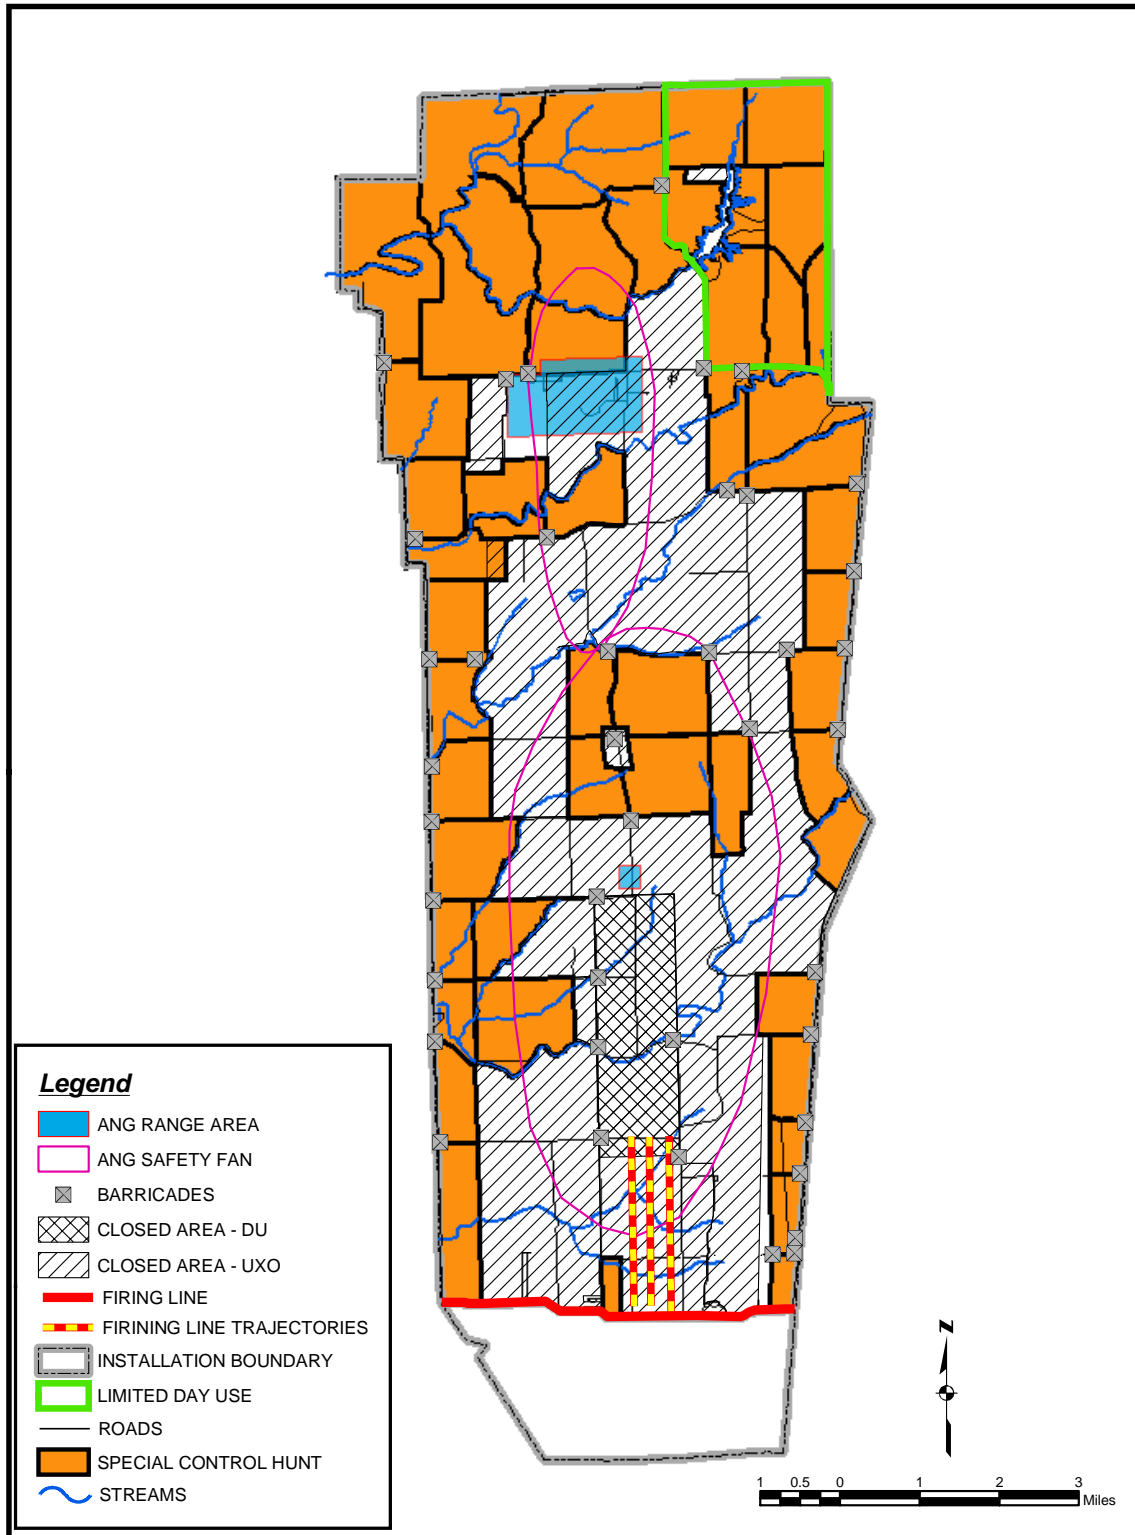 Legend
ANG RANGE AREA
ANG SAFETY FAN
BARRICADES
CLOSED AREA - DU
CLOSED AREA - UXO
FIRING LINE
FIRINING LINE TRAJECTORIES
INSTALLATION BOUNDARY
LIMITED DAY USE
ROADS
SPECIAL CONTROL HUNT
STREAMS
N
1 0.5 0 1 2 3
Miles